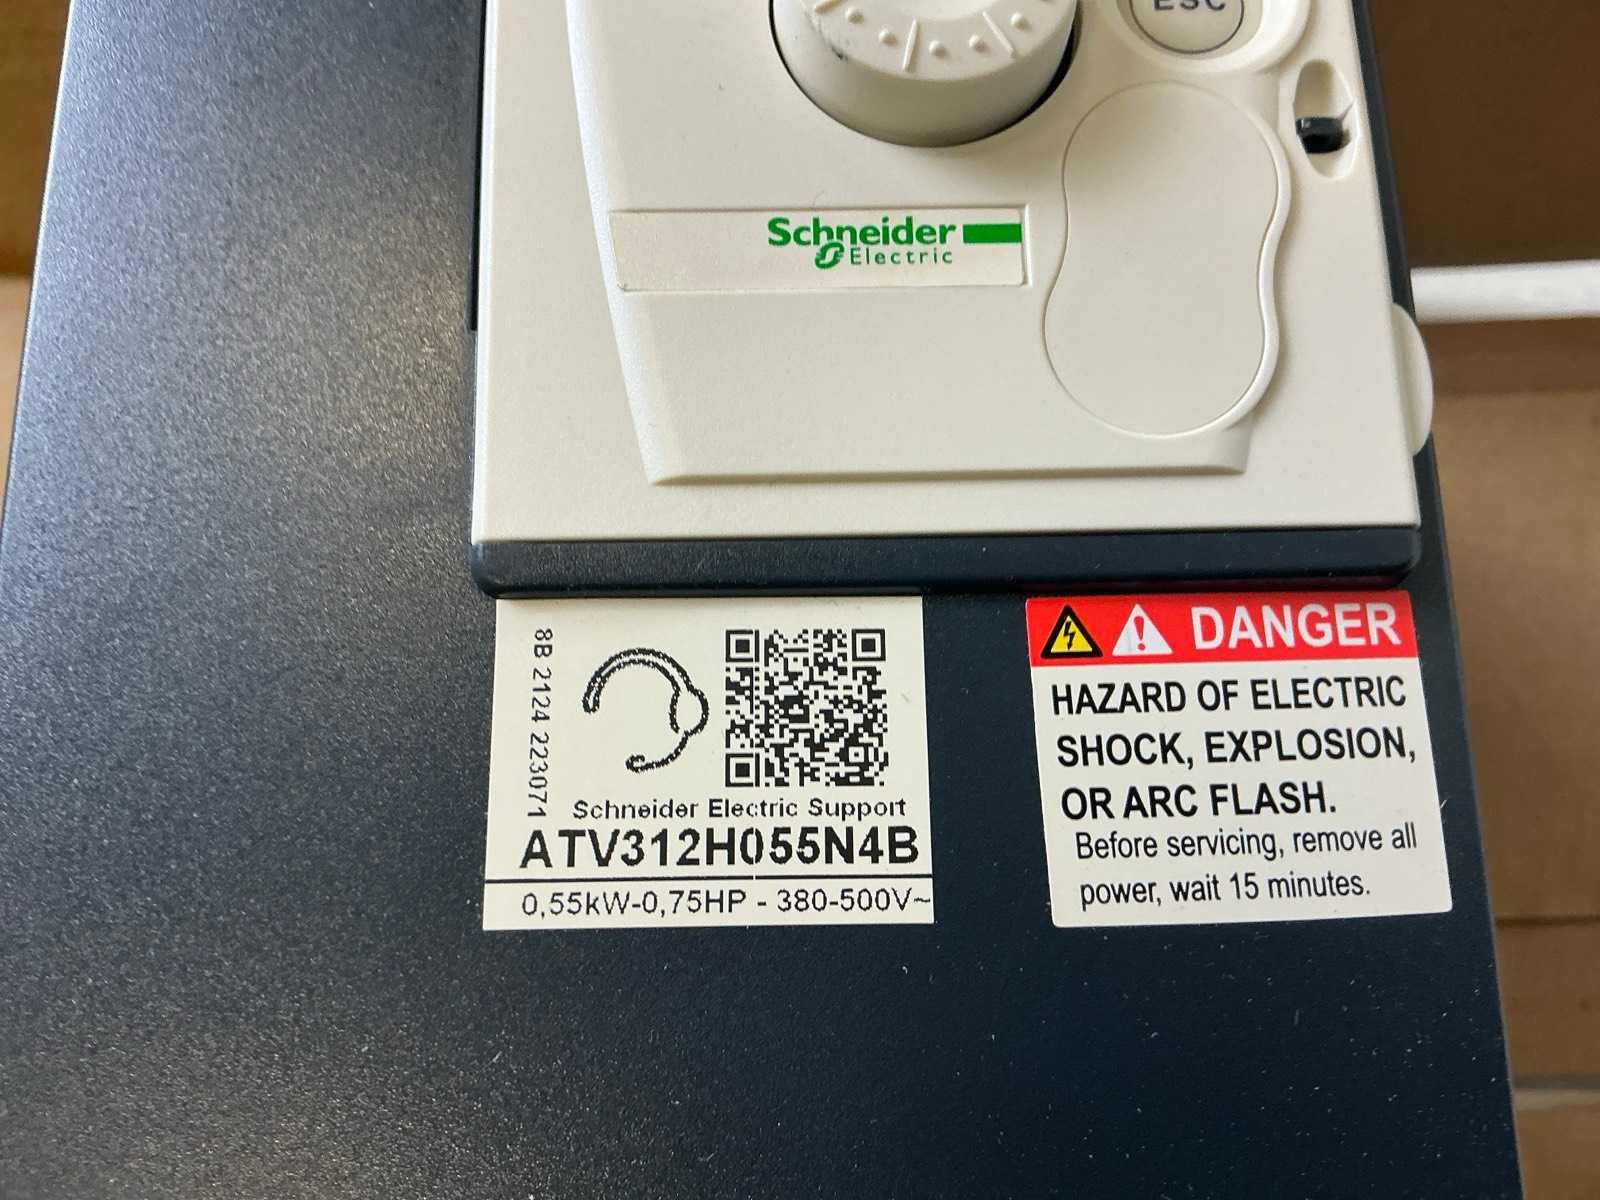 ESC
Schneider
Electric
8B 2124 223071
Schneider Electric Support
ATV312H055N4B
0,55kW-0,75HP - 380-500V~
DANGER
HAZARD OF ELECTRIC
SHOCK, EXPLOSION,
OR ARC FLASH.
Before servicing, remove all
power, wait 15 minutes.